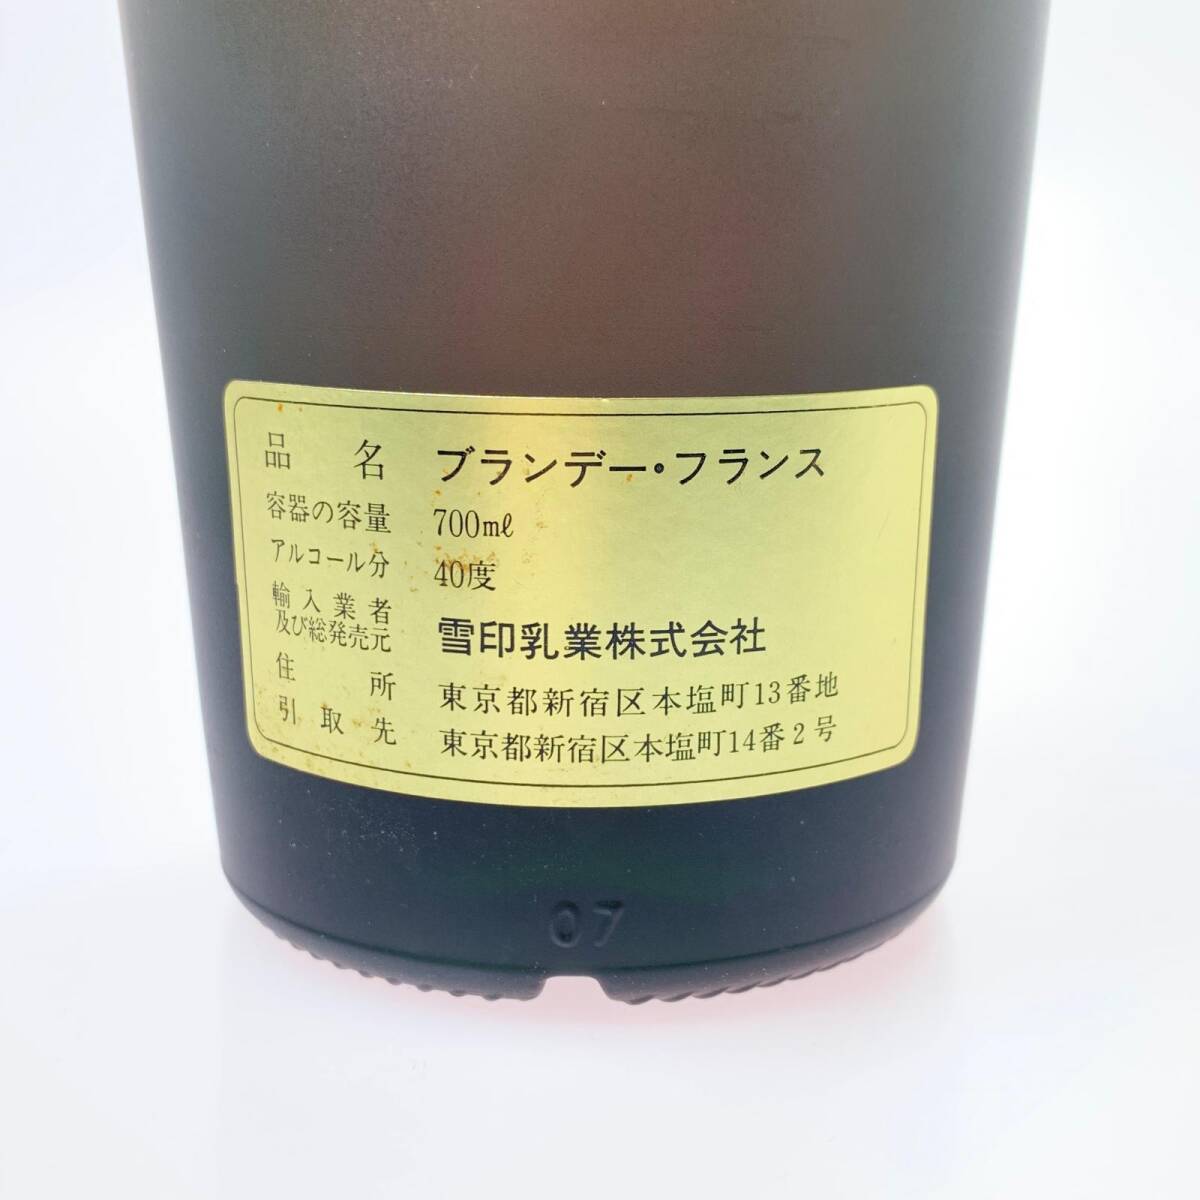 品名 ブランデー・フランス
容器の容量 700mℓ
アルコール分 40度
輸入業者
及び総発売元 雪印乳業株式会社
住所 東京都新宿区本塩町13番地
引取先 東京都新宿区本塩町14番2号
07